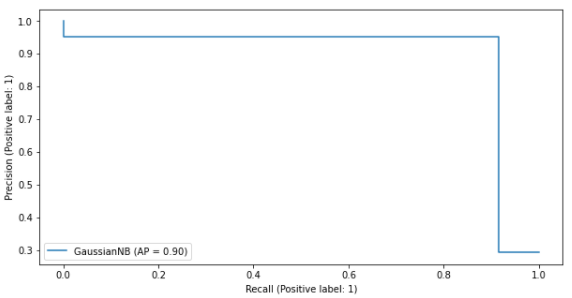 1.0
0.9
0.8
0.7
0.6
0.5
0.4
0.3
Precision (Positive label: 1)
GaussianNB (AP = 0.90)
0.0 0.2 0.4 0.6 0.8 1.0
Recall (Positive label: 1)